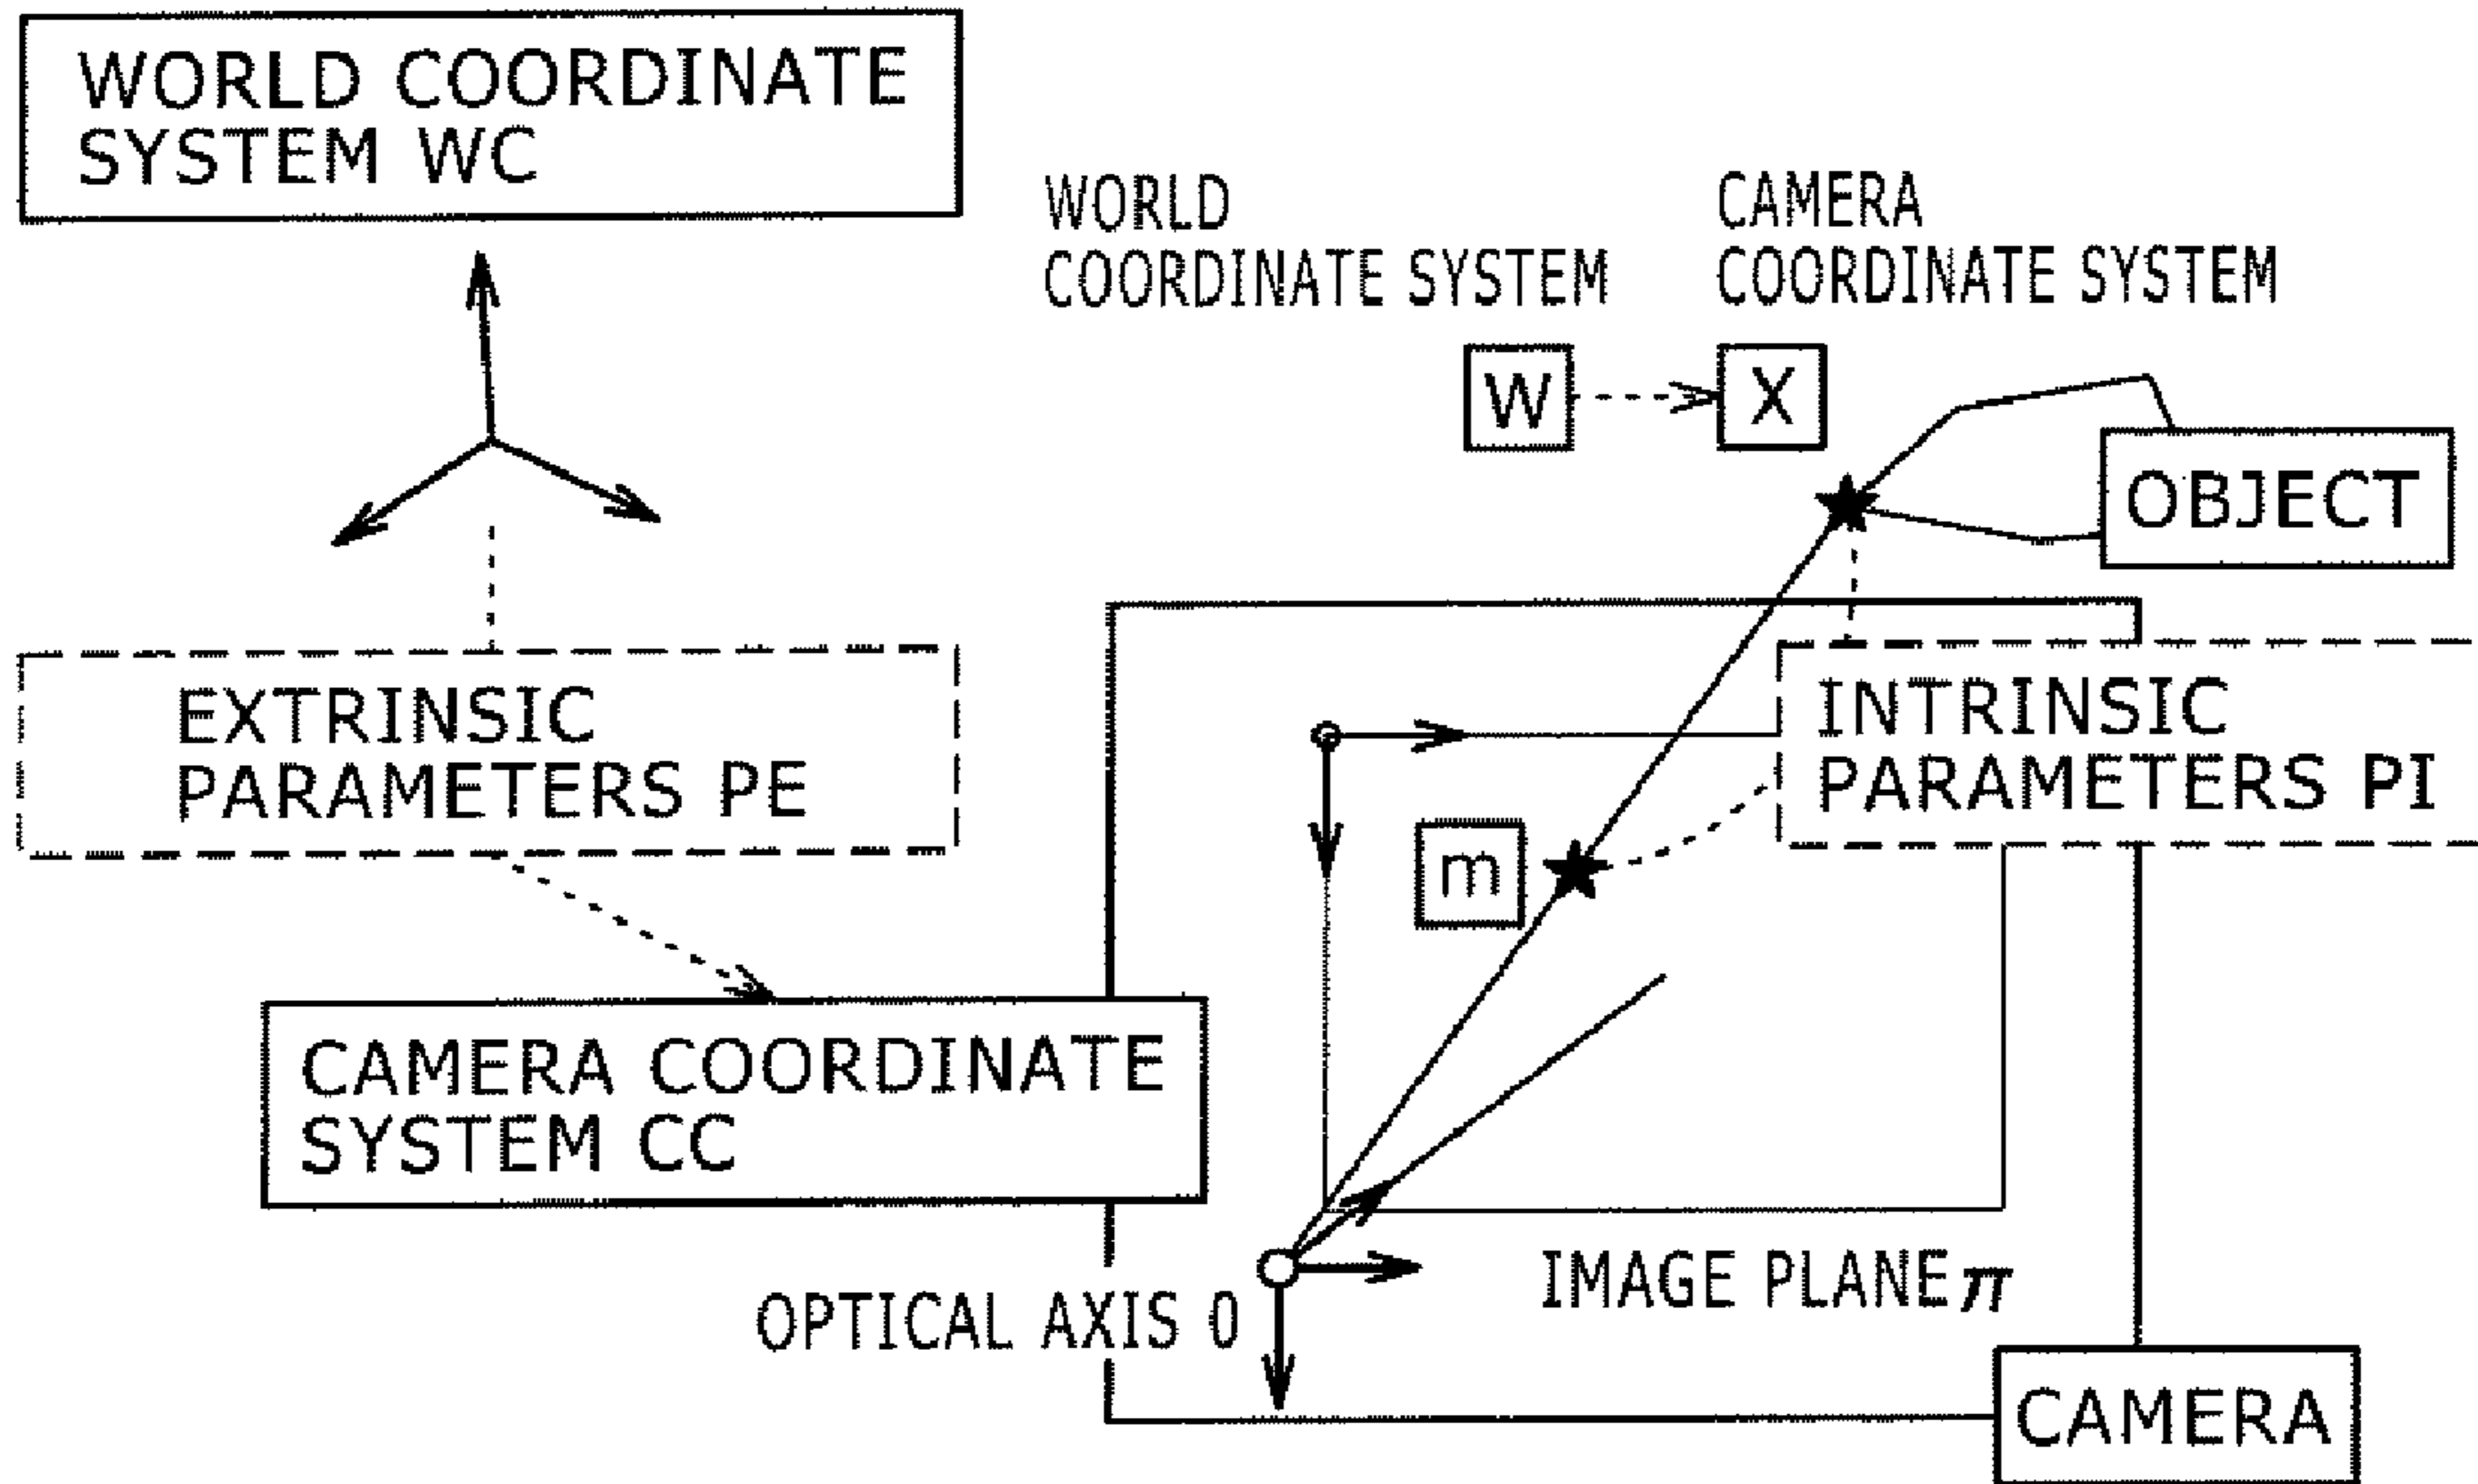 WORLD COORDINATE
SYSTEM WC
WORLD
COORDINATE SYSTEM
CAMERA
COORDINATE SYSTEM
W
X
OBJECT
EXTRINSIC
PARAMETERS PE
INTRINSIC
PARAMETERS PI
m
CAMERA COORDINATE
SYSTEM CC
OPTICAL AXIS O
IMAGE PLANE π
CAMERA